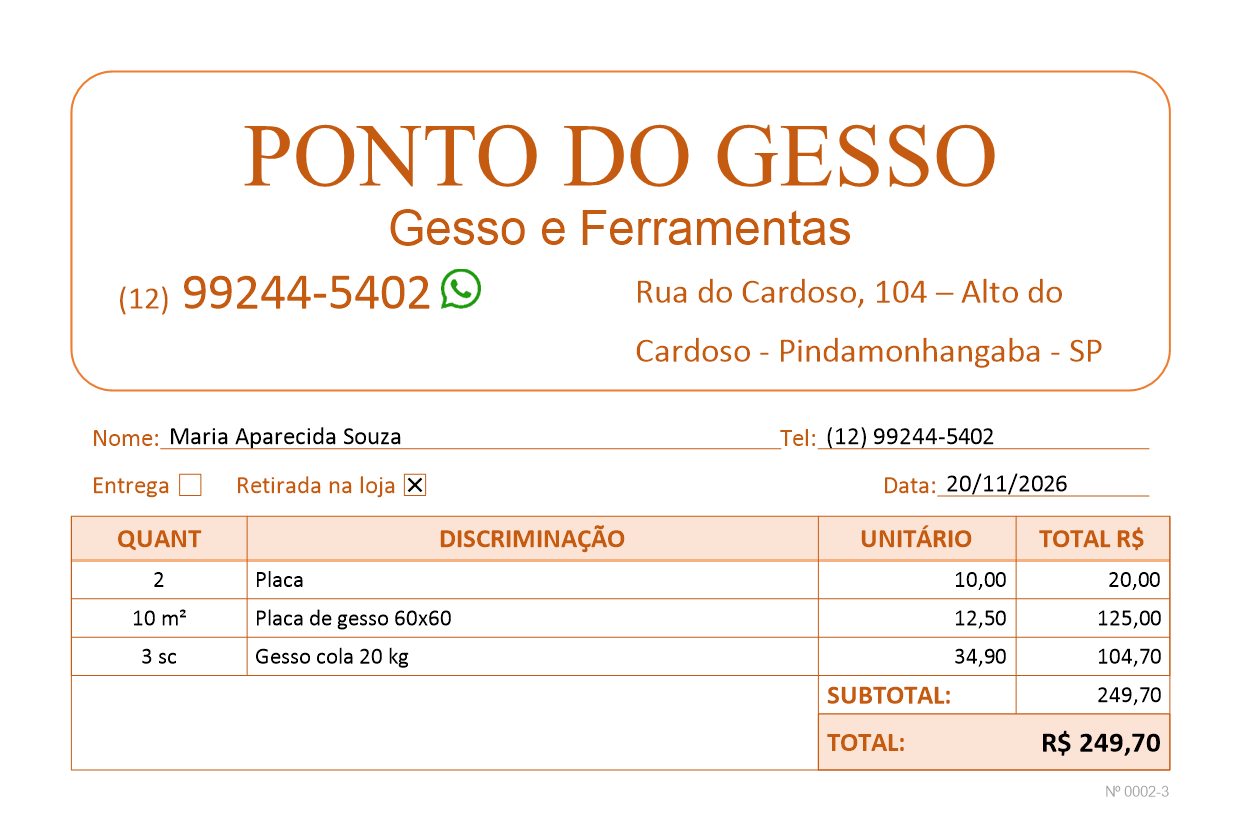 PONTO DO GESSO
Gesso e Ferramentas
(12) 99244-5402
Rua do Cardoso, 104 – Alto do
Cardoso - Pindamonhangaba - SP
Nome: Maria Aparecida Souza Tel: (12) 99244-5402
Entrega Retirada na loja X Data: 20/11/2026
QUANT DISCRIMINAÇÃO UNITÁRIO TOTAL R$
2 Placa 10,00 20,00
10 m² Placa de gesso 60x60 12,50 125,00
3 sc Gesso cola 20 kg 34,90 104,70
SUBTOTAL: 249,70
TOTAL: R$ 249,70
Nº 0002-3